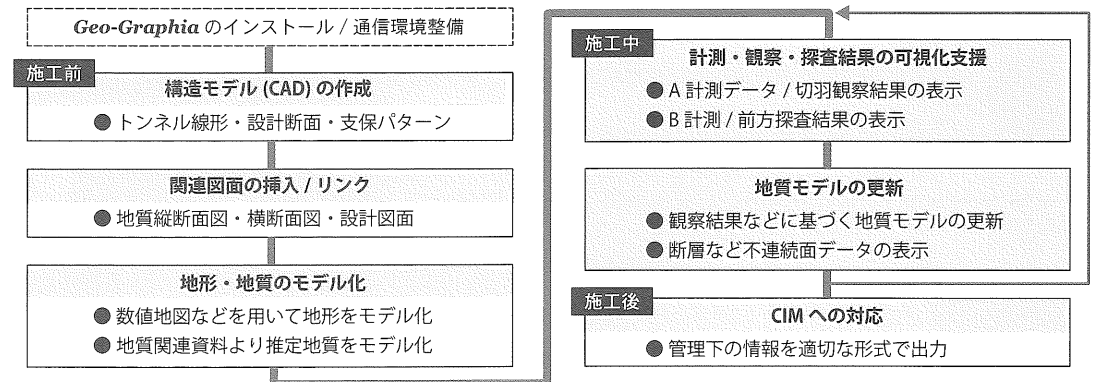 Geo-Graphia のインストール / 通信環境整備
施工前
構造モデル (CAD) の作成
● トンネル線形・設計断面・支保パターン
関連図面の挿入 / リンク
● 地質縦断面図・横断面図・設計図面
地形・地質のモデル化
● 数値地図などを用いて地形をモデル化
● 地質関連資料より推定地質をモデル化
施工中
計測・観察・探査結果の可視化支援
● A 計測データ / 切羽観察結果の表示
● B 計測 / 前方探査結果の表示
地質モデルの更新
● 観察結果などに基づく地質モデルの更新
● 断層など不連続面データの表示
施工後
CIM への対応
● 管理下の情報を適切な形式で出力